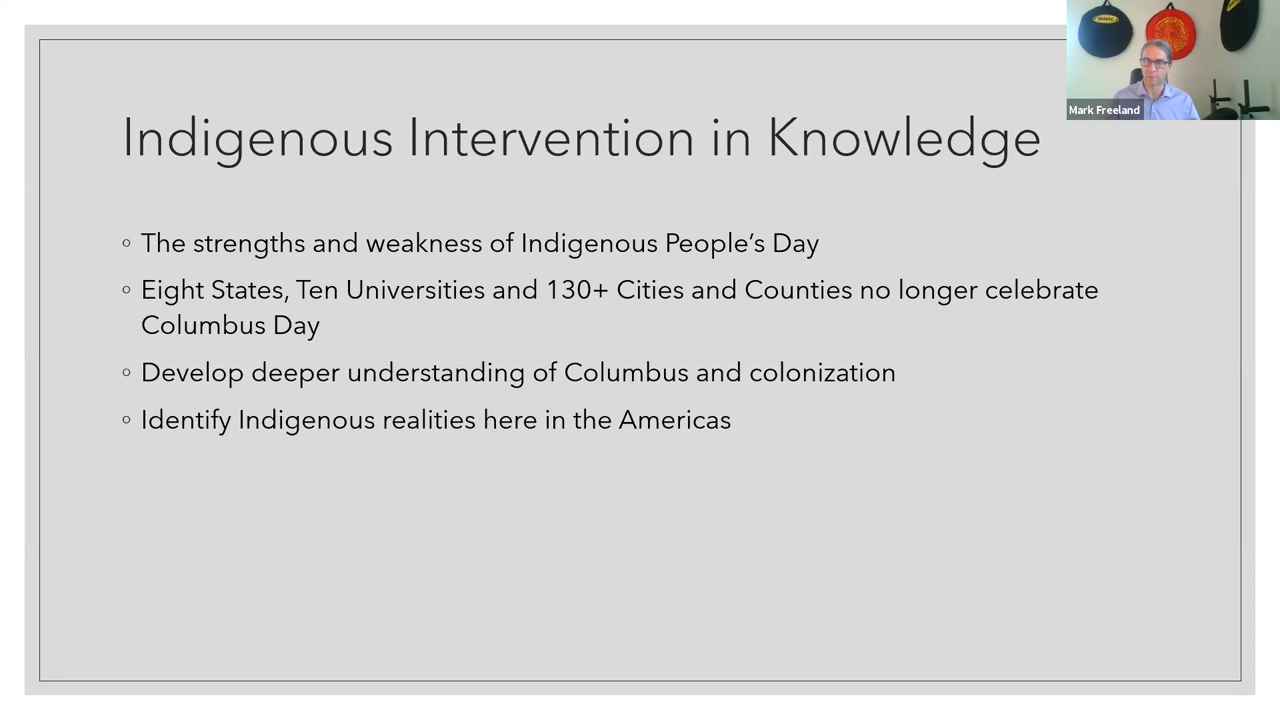 MAVIC
Mark Freeland
Indigenous Intervention in Knowledge
◦ The strengths and weakness of Indigenous People’s Day
◦ Eight States, Ten Universities and 130+ Cities and Counties no longer celebrate
Columbus Day
◦ Develop deeper understanding of Columbus and colonization
◦ Identify Indigenous realities here in the Americas